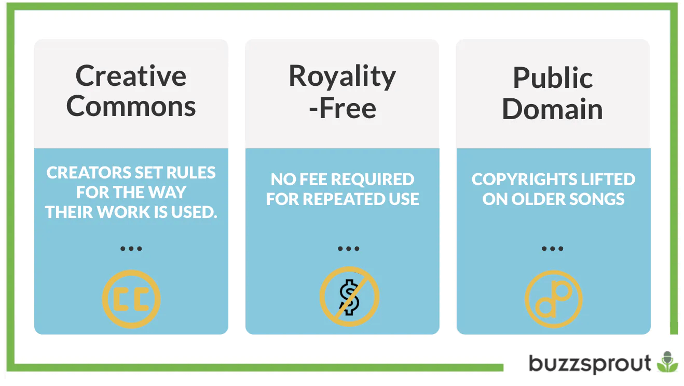 Creative
Commons
CREATORS SET RULES
FOR THE WAY
THEIR WORK IS USED.
...
CC
Royality
-Free
NO FEE REQUIRED
FOR REPEATED USE
...
$
Public
Domain
COPYRIGHTS LIFTED
ON OLDER SONGS
...
buzzsprout